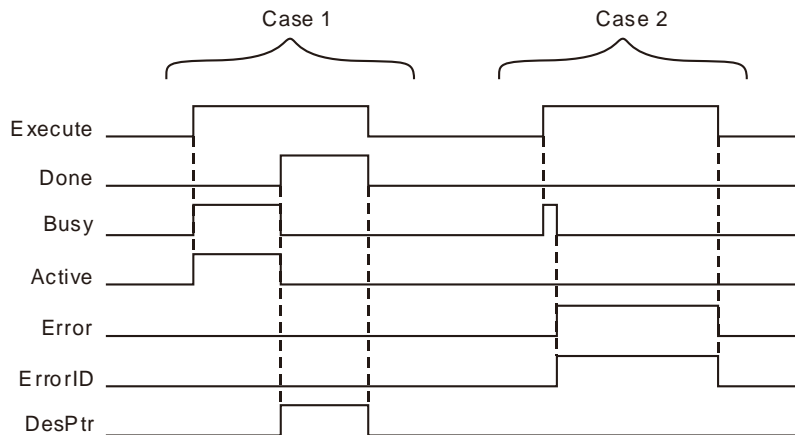 Case 1
Case 2
Execute
Done
Busy
Active
Error
ErrorID
DesPtr